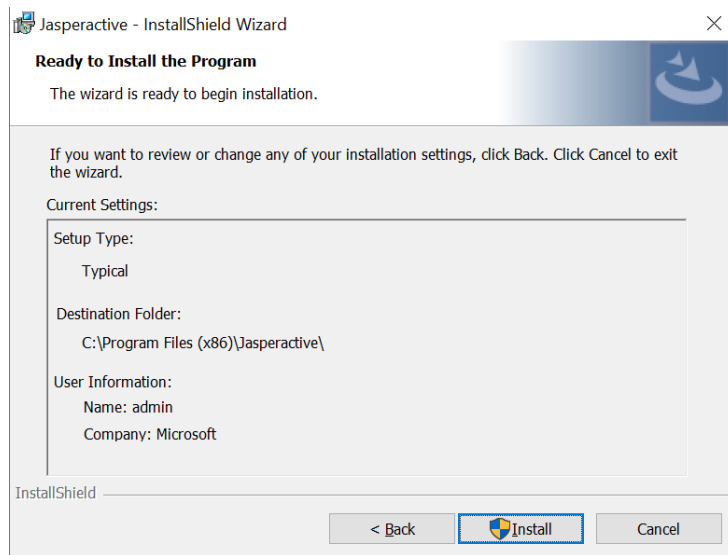 Jasperactive - InstallShield Wizard
Ready to Install the Program
The wizard is ready to begin installation.
If you want to review or change any of your installation settings, click Back. Click Cancel to exit
the wizard.
Current Settings:
Setup Type:
Typical
Destination Folder:
C:\Program Files (x86)\Jasperactive\
User Information:
Name: admin
Company: Microsoft
InstallShield
< Back Install Cancel